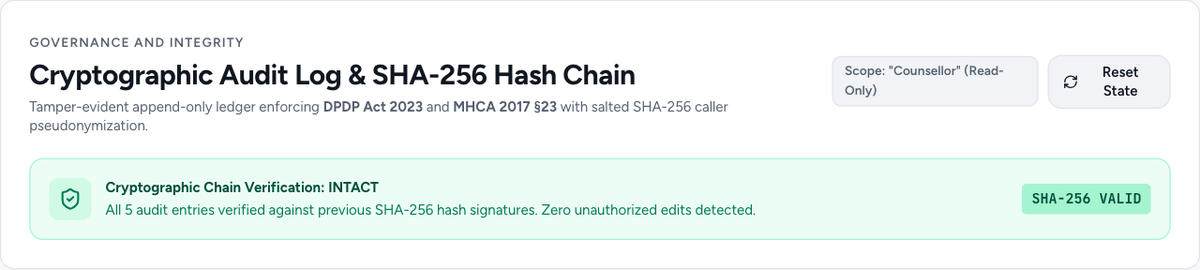 GOVERNANCE AND INTEGRITY
Cryptographic Audit Log & SHA-256 Hash Chain
Tamper-evident append-only ledger enforcing DPDP Act 2023 and MHCA 2017 §23 with salted SHA-256 caller
pseudonymization.
Scope: "Counsellor" (Read-
Only)
Reset
State
Cryptographic Chain Verification: INTACT
All 5 audit entries verified against previous SHA-256 hash signatures. Zero unauthorized edits detected.
SHA-256 VALID